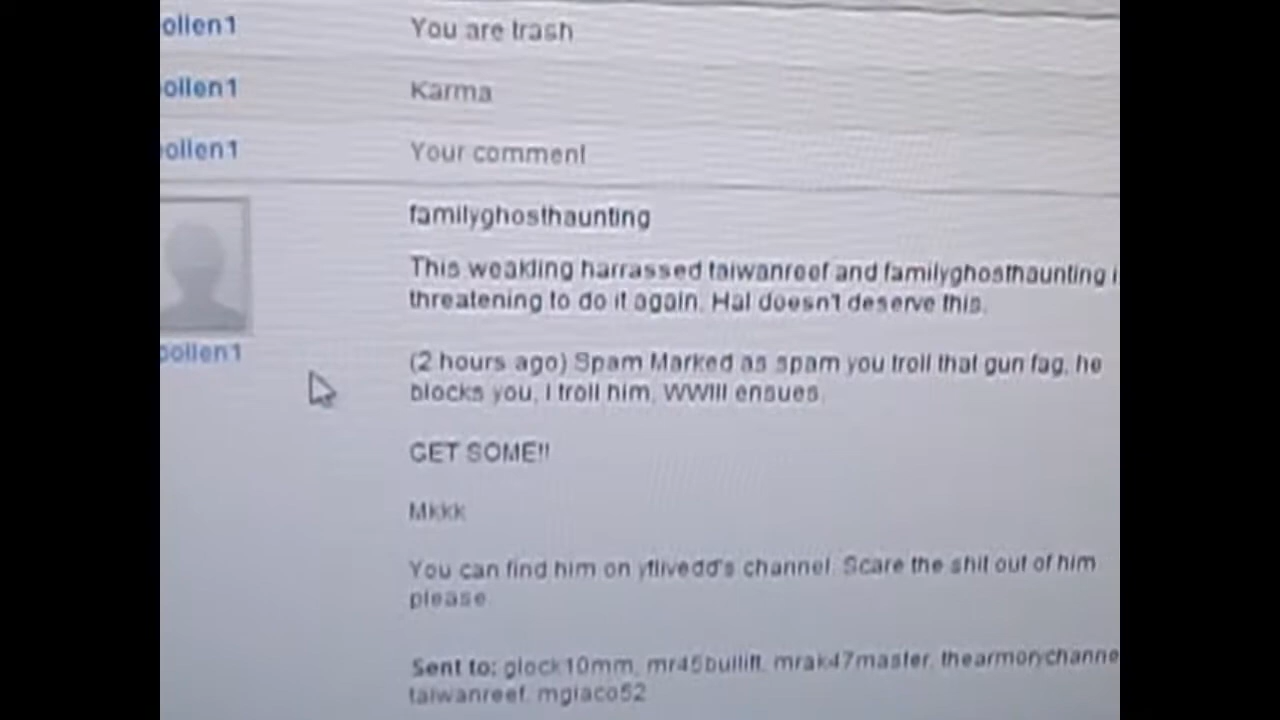 ollen1 You are trash
ollen1 Karma
ollen1 Your comment
familyghosthaunting
This weakling harrassed taiwanreef and familyghosthaunting
threatening to do it again. Hal doesn't deserve this.
pollen1
(2 hours ago) Spam Marked as spam you troll that gun fag, he
blocks you, I troll him, WWIII ensues.
GET SOME!!
Mkkk
You can find him on channel. Scare the shit out of him
please.
Sent to: glock10mm, mrak47master, thearmorychanne
taiwanreef, mgiaco52